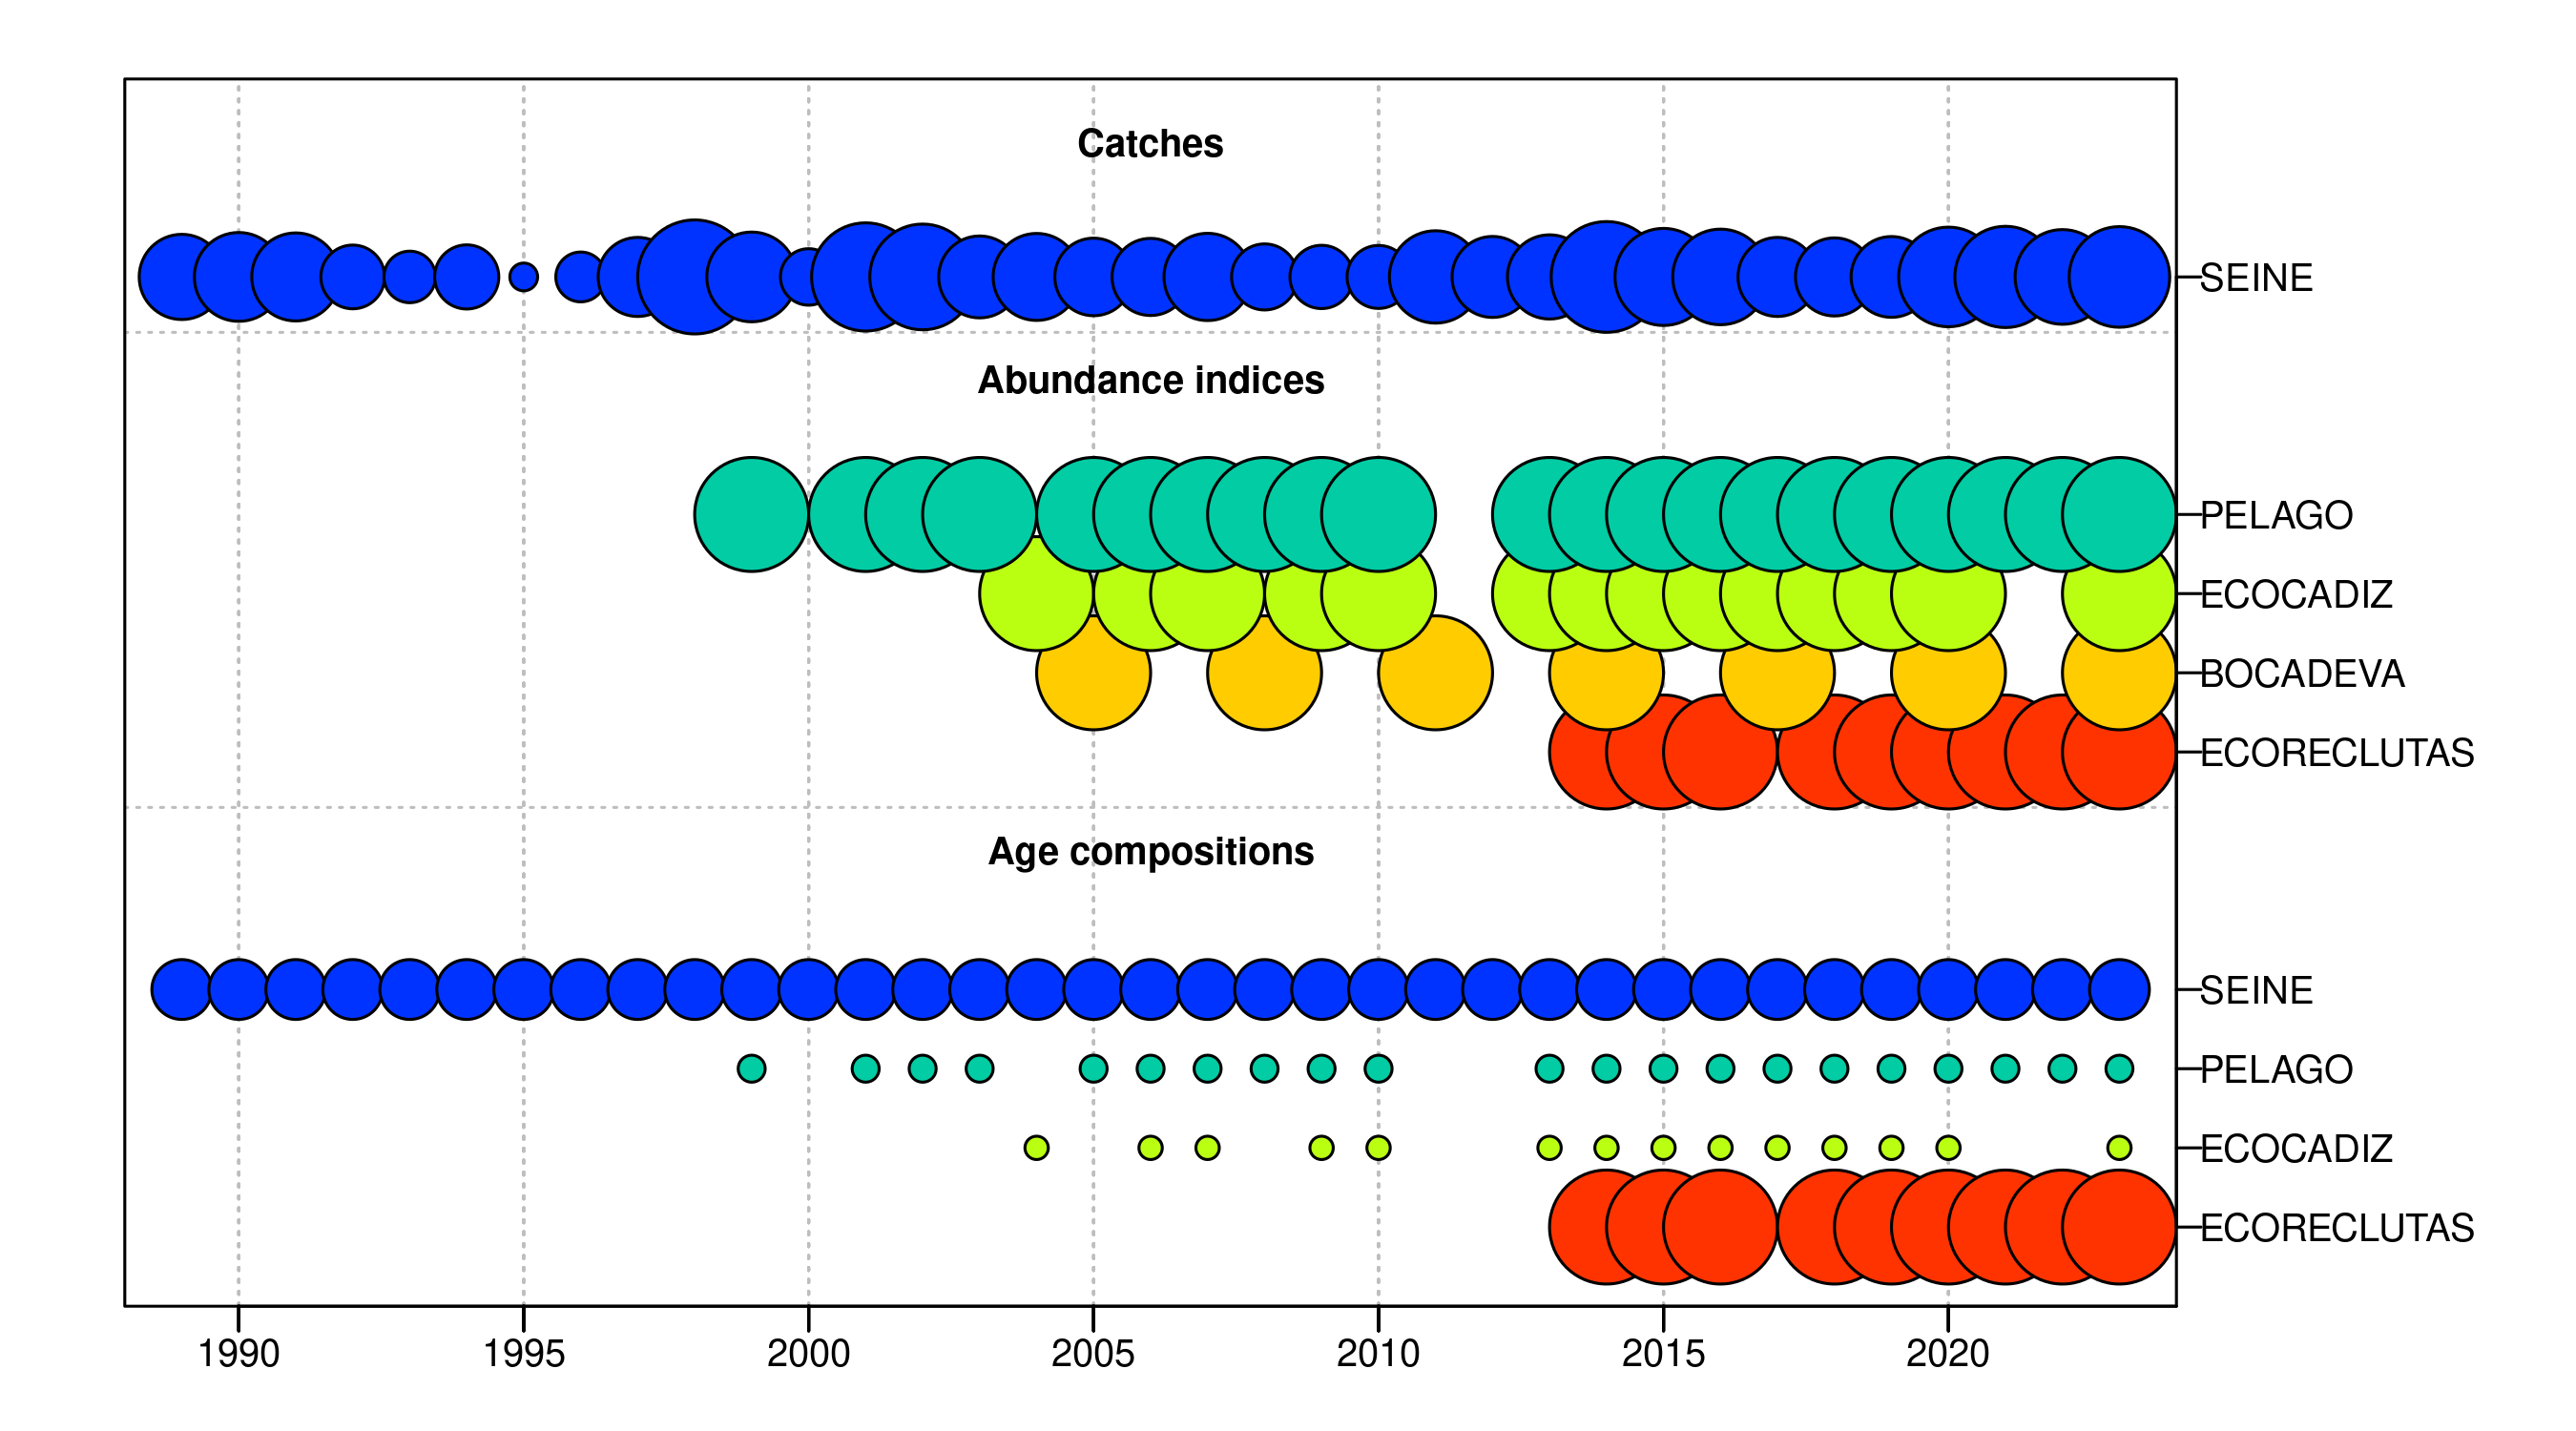 Catches
SEINE
Abundance indices
PELAGO
ECOCADIZ
BOCADEVA
ECORECLUTAS
Age compositions
SEINE
PELAGO
ECOCADIZ
ECORECLUTAS
1990 1995 2000 2005 2010 2015 2020